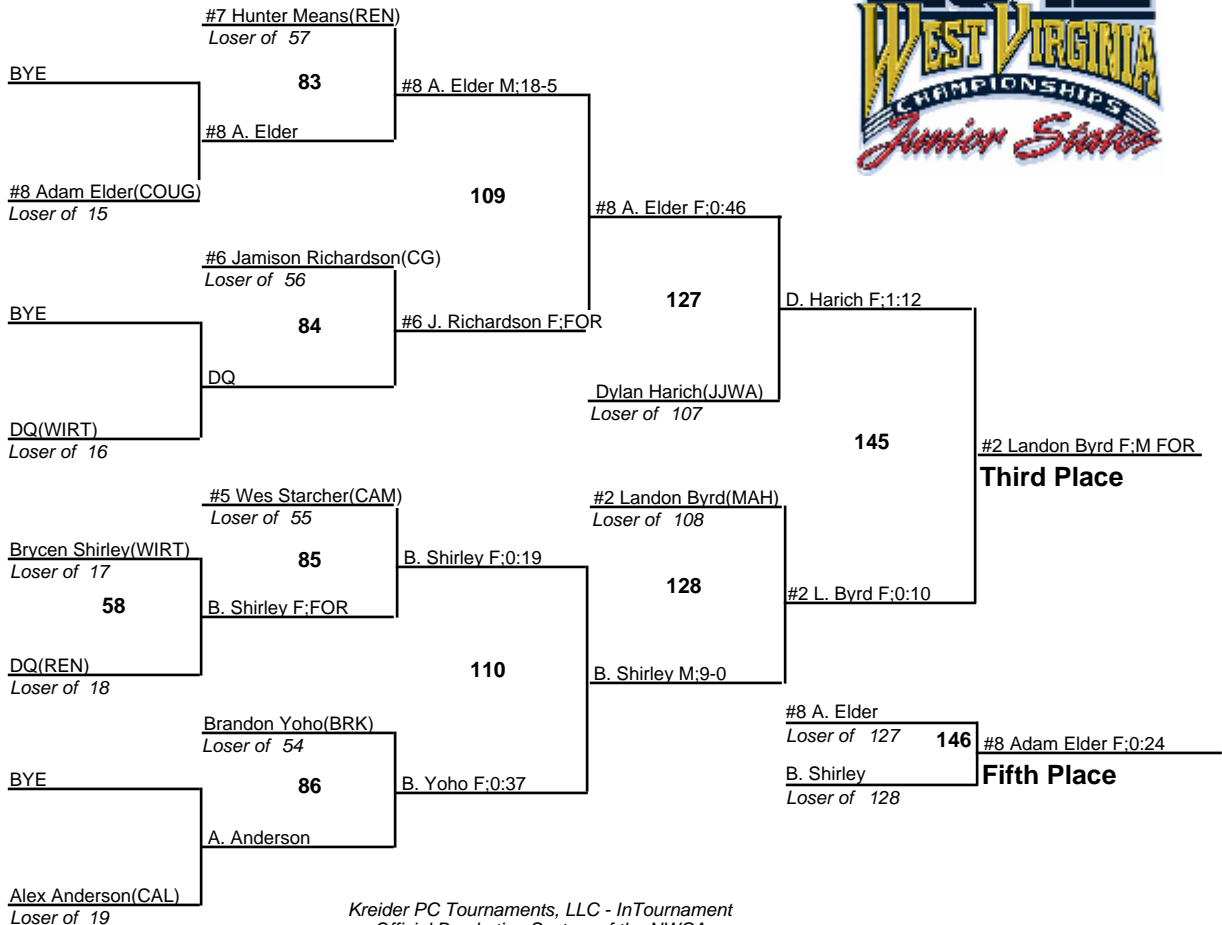 WEST VIRGINIA
CHAMPIONSHIPS
Junior States
#7 Hunter Means(REN)
Loser of 57
BYE
83
#8 A. Elder M;18-5
#8 A. Elder
#8 Adam Elder(COUG)
Loser of 15
109
#8 A. Elder F;0:46
#6 Jamison Richardson(CG)
Loser of 56
127
D. Harich F;1:12
BYE
84
#6 J. Richardson F;FOR
DQ
Dylan Harich(JJWA)
Loser of 107
DQ(WIRT)
Loser of 16
145
#2 Landon Byrd F;M FOR
Third Place
#5 Wes Starcher(CAM)
Loser of 55
#2 Landon Byrd(MAH)
Loser of 108
Brycen Shirley(WIRT)
Loser of 17
85
B. Shirley F;0:19
128
58
B. Shirley F;FOR
#2 L. Byrd F;0:10
DQ(REN)
Loser of 18
110
B. Shirley M;9-0
Brandon Yoho(BRK)
Loser of 54
#8 A. Elder
Loser of 127
146
#8 Adam Elder F;0:24
Fifth Place
BYE
86
B. Yoho F;0:37
B. Shirley
Loser of 128
A. Anderson
Alex Anderson(CAL)
Loser of 19
Kreider PC Tournaments, LLC - InTournament